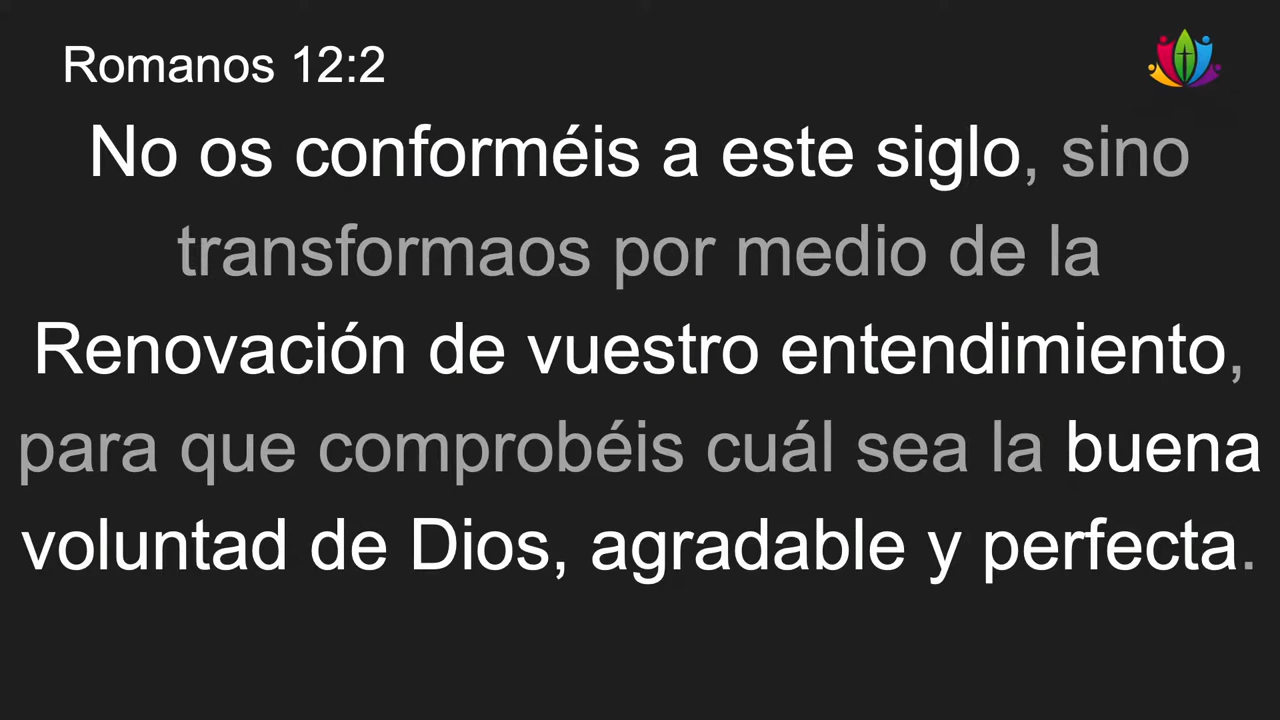 Romanos 12:2
No os conforméis a este siglo, sino
transformaos por medio de la
Renovación de vuestro entendimiento,
para que comprobéis cuál sea la buena
voluntad de Dios, agradable y perfecta.